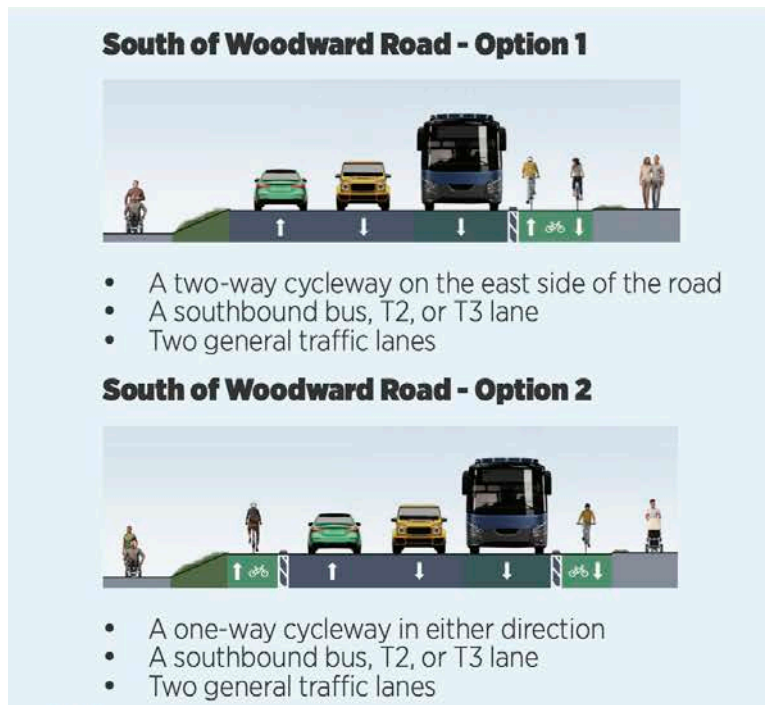 South of Woodward Road - Option 1
• A two-way cycleway on the east side of the road
• A southbound bus, T2, or T3 lane
• Two general traffic lanes
South of Woodward Road - Option 2
• A one-way cycleway in either direction
• A southbound bus, T2, or T3 lane
• Two general traffic lanes